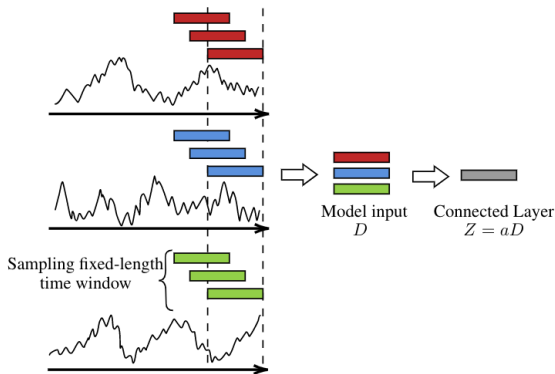 Sampling fixed-length
time window
Model input
D
Connected Layer
Z = aD